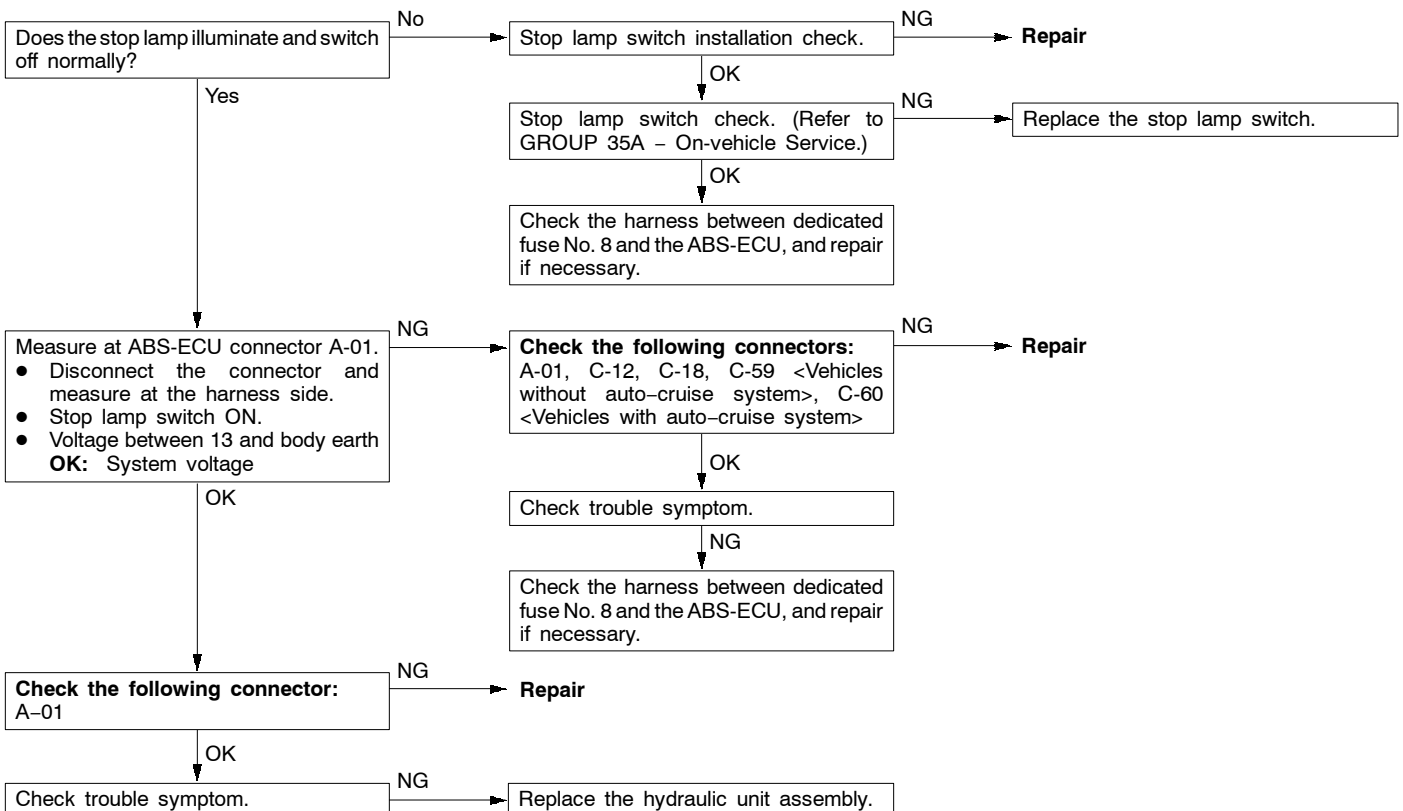 Does the stop lamp illuminate and switch
off normally?
No
Stop lamp switch installation check.
NG
Repair
OK
Yes
Stop lamp switch check. (Refer to
GROUP 35A – On-vehicle Service.)
NG
Replace the stop lamp switch.
OK
Check the harness between dedicated
fuse No. 8 and the ABS-ECU, and repair
if necessary.
Measure at ABS-ECU connector A-01.
● Disconnect the connector and
measure at the harness side.
● Stop lamp switch ON.
● Voltage between 13 and body earth
OK: System voltage
NG
Check the following connectors:
A-01, C-12, C-18, C-59 <Vehicles
without auto–cruise system>, C-60
<Vehicles with auto–cruise system>
NG
Repair
OK
OK
Check trouble symptom.
NG
Check the harness between dedicated
fuse No. 8 and the ABS-ECU, and repair
if necessary.
Check the following connector:
A–01
NG
Repair
OK
Check trouble symptom.
NG
Replace the hydraulic unit assembly.